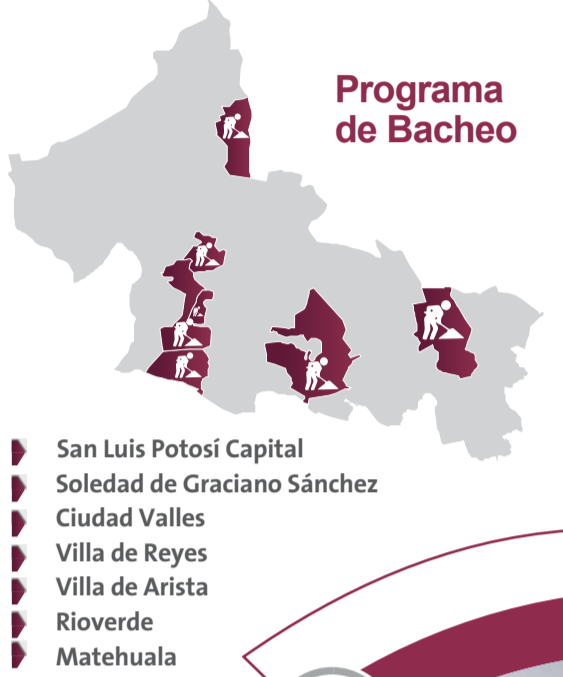 Programa
de Bacheo
San Luis Potosí Capital
Soledad de Graciano Sánchez
Ciudad Valles
Villa de Reyes
Villa de Arista
Rioverde
Matehuala